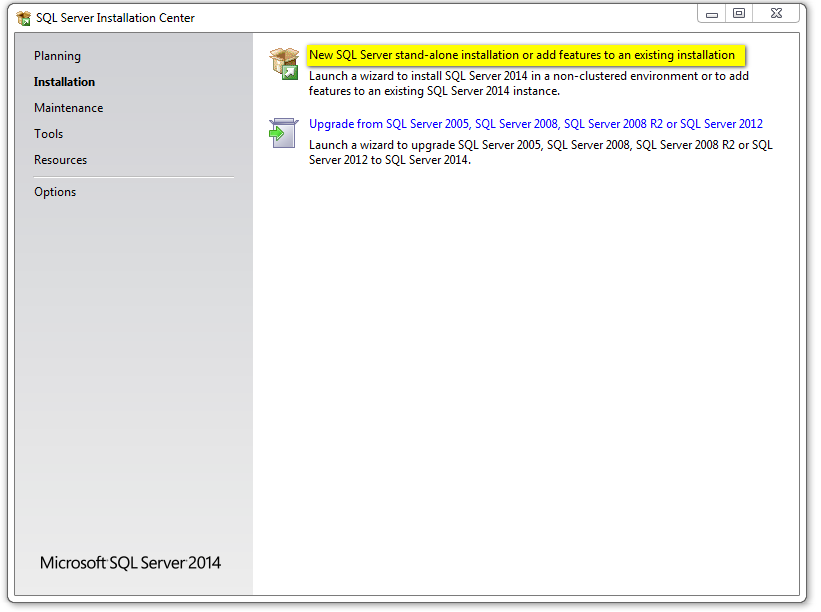 SQL Server Installation Center
Planning
Installation
Maintenance
Tools
Resources
Options
New SQL Server stand-alone installation or add features to an existing installation
Launch a wizard to install SQL Server 2014 in a non-clustered environment or to add
features to an existing SQL Server 2014 instance.
Upgrade from SQL Server 2005, SQL Server 2008, SQL Server 2008 R2 or SQL Server 2012
Launch a wizard to upgrade SQL Server 2005, SQL Server 2008, SQL Server 2008 R2 or SQL
Server 2012 to SQL Server 2014.
Microsoft SQL Server 2014